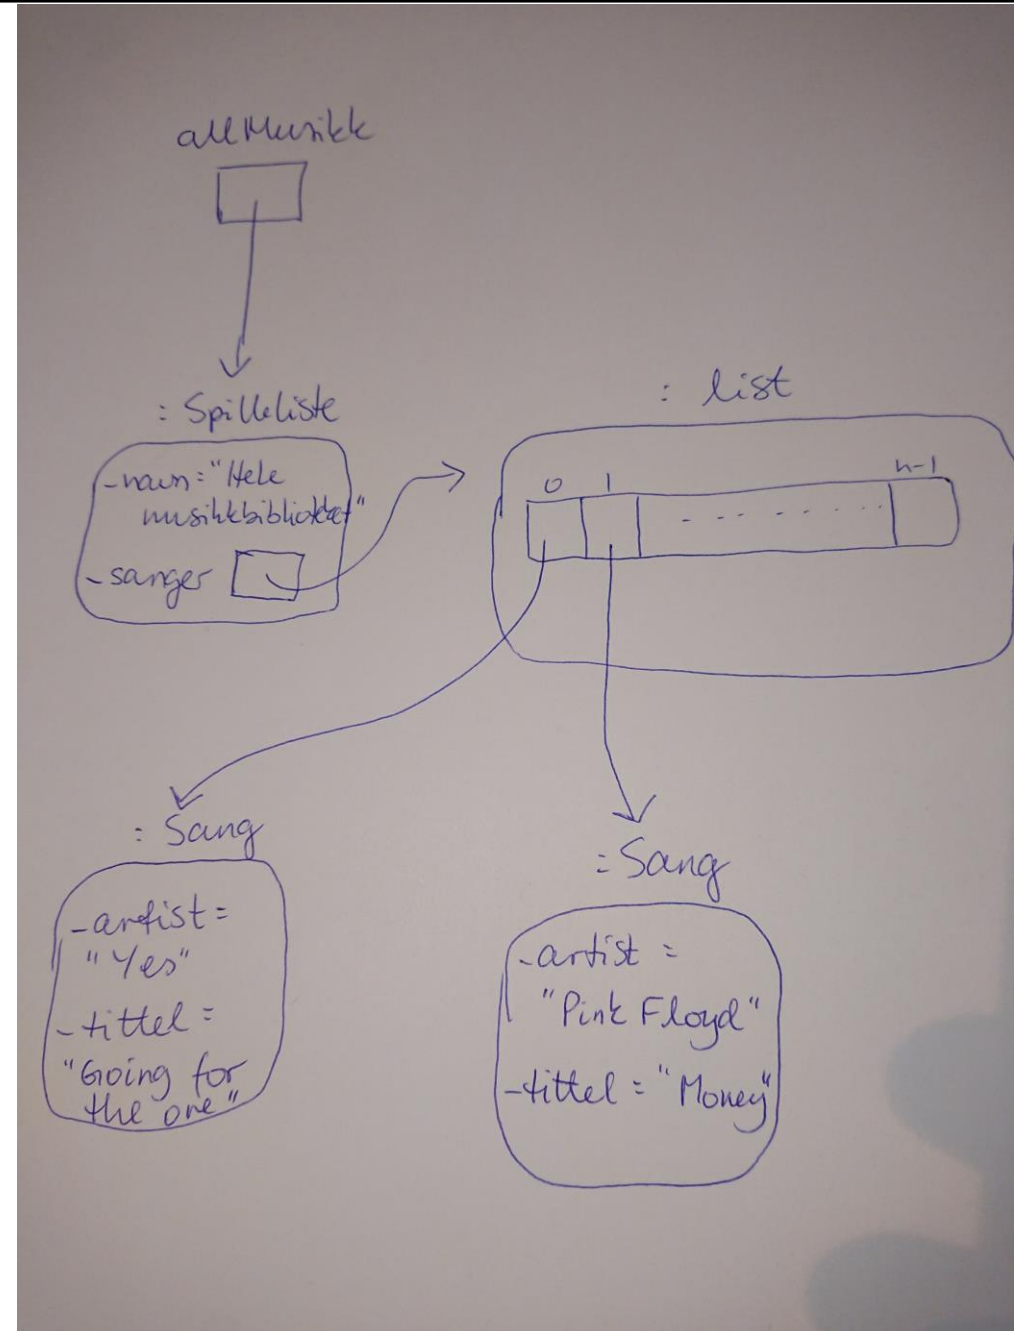 allMusikk
: Spilleliste
_navn = "Hele
musikkbiblioteket"
_sanger
: list
0 1 n-1
: Sang
_artist =
"Yes"
_tittel =
"Going for
the one"
: Sang
_artist =
"Pink Floyd"
_tittel = "Money"